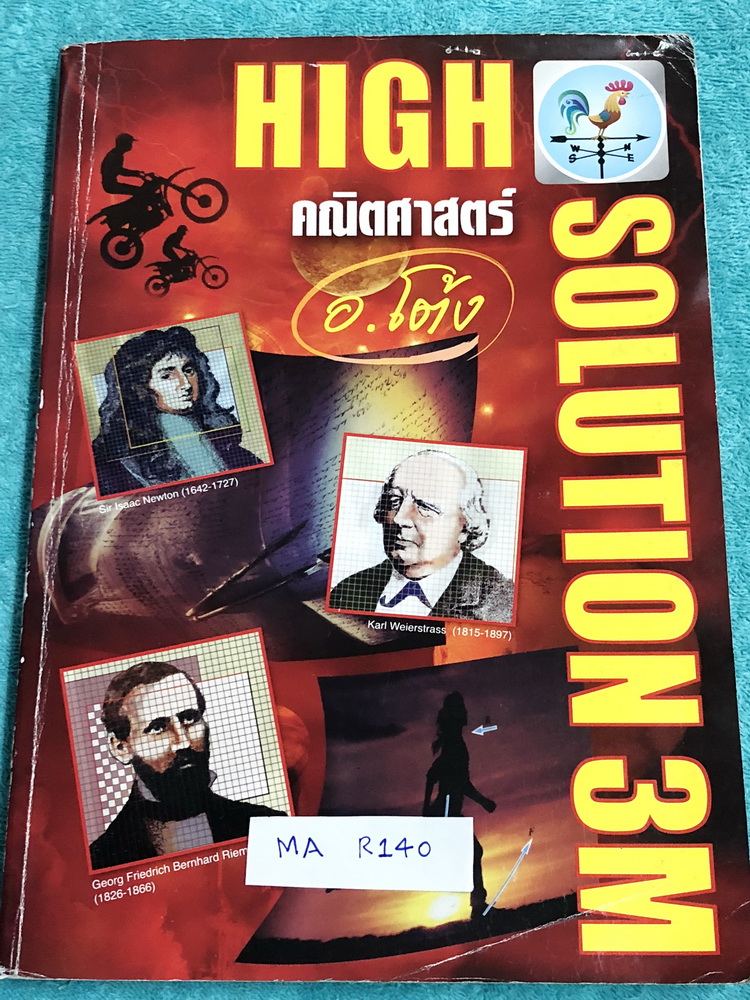 HIGH
คณิตศาสตร์
อ.โต้ง
SOLUTION 3M
W N
S E
Sir Isaac Newton (1642-1727)
Karl Weierstrass (1815-1897)
Georg Friedrich Bernhard
(1826-1866)
MA R140